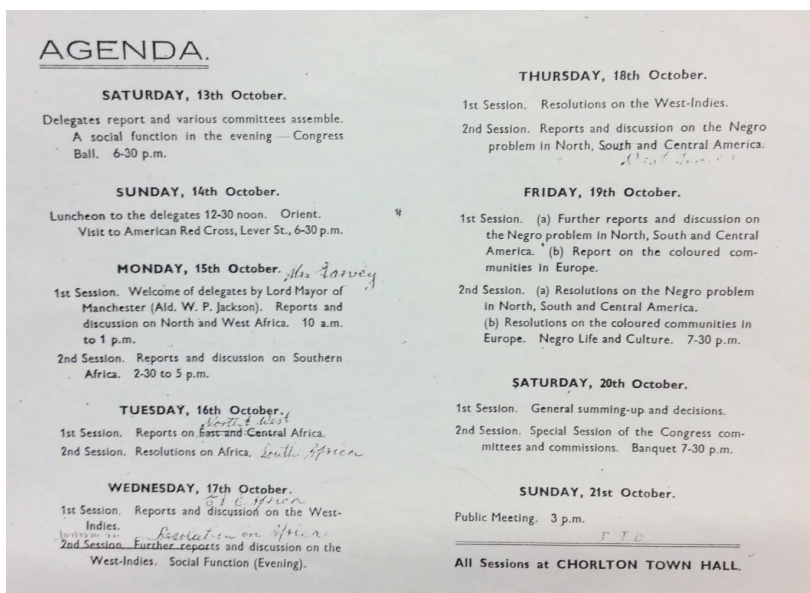 AGENDA.
SATURDAY, 13th October.
Delegates report and various committees assemble.
A social function in the evening — Congress
Ball. 6-30 p.m.
SUNDAY, 14th October.
Luncheon to the delegates 12-30 noon. Orient.
Visit to American Red Cross, Lever St., 6-30 p.m.
MONDAY, 15th October. Mrs Garvey
1st Session. Welcome of delegates by Lord Mayor of
Manchester (Ald. W. P. Jackson). Reports and
discussion on North and West Africa. 10 a.m.
to 1 p.m.
2nd Session. Reports and discussion on Southern
Africa. 2-30 to 5 p.m.
TUESDAY, 16th October.
North & West
1st Session. Reports on East and Central Africa.
2nd Session. Resolutions on Africa, South Africa
WEDNESDAY, 17th October.
E & C Africa
1st Session. Reports and discussion on the West-
Indies.
Resolution on Africa
2nd Session. Further reports and discussion on the
West-Indies. Social Function (Evening).
THURSDAY, 18th October.
1st Session. Resolutions on the West-Indies.
2nd Session. Reports and discussion on the Negro
problem in North, South and Central America.
West Indies
FRIDAY, 19th October.
1st Session. (a) Further reports and discussion on
the Negro problem in North, South and Central
America. (b) Report on the coloured com-
munities in Europe.
2nd Session. (a) Resolutions on the Negro problem
in North, South and Central America.
(b) Resolutions on the coloured communities in
Europe. Negro Life and Culture. 7-30 p.m.
SATURDAY, 20th October.
1st Session. General summing-up and decisions.
2nd Session. Special Session of the Congress com-
mittees and commissions. Banquet 7-30 p.m.
SUNDAY, 21st October.
Public Meeting. 3 p.m.
All Sessions at CHORLTON TOWN HALL.